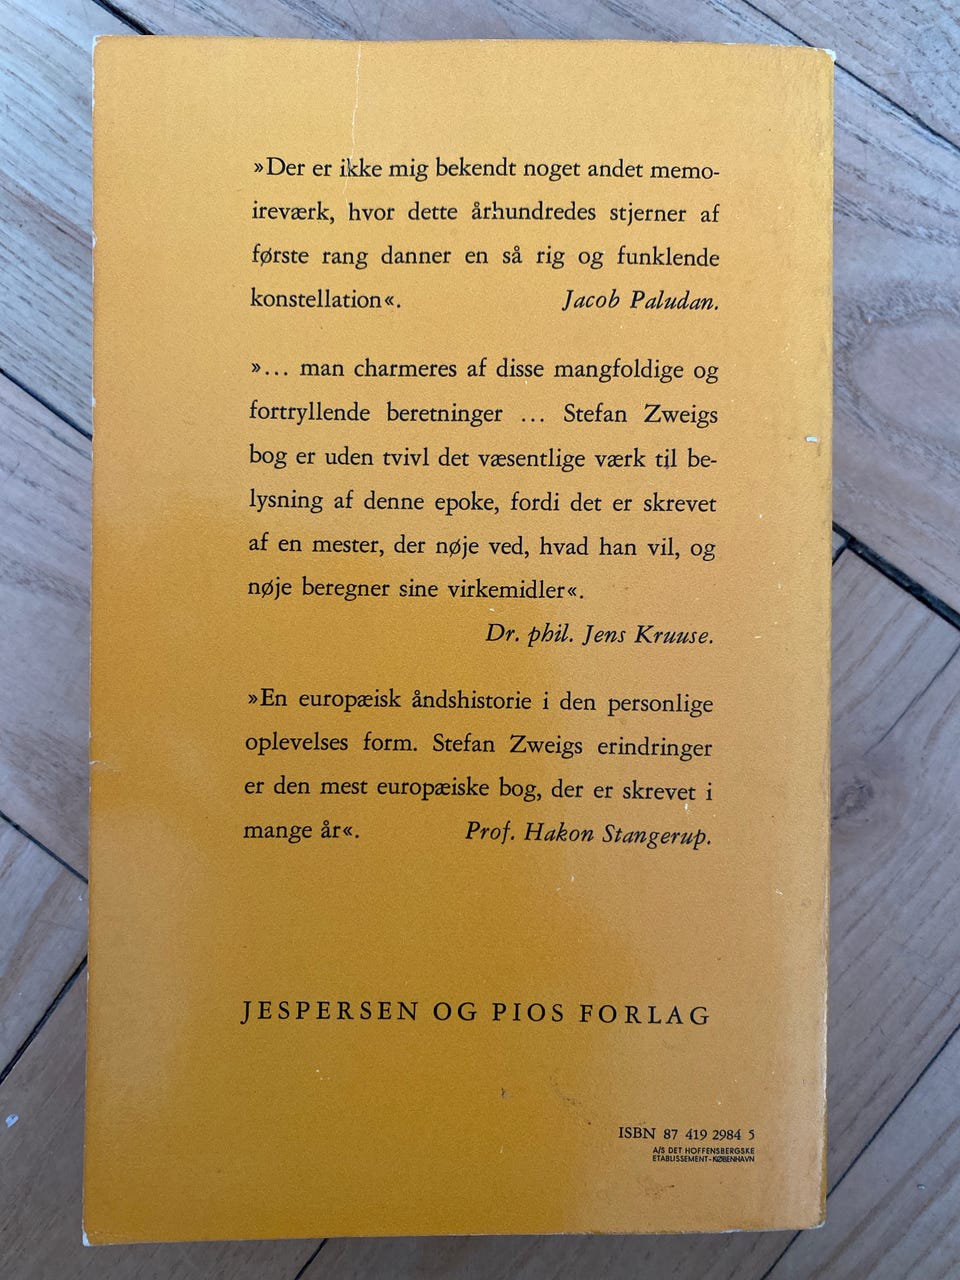 »Der er ikke mig bekendt noget andet memo-
ireværk, hvor dette århundredes stjerner af
første rang danner en så rig og funklende
konstellation«. Jacob Paludan.
»... man charmeres af disse mangfoldige og
fortryllende beretninger ... Stefan Zweigs
bog er uden tvivl det væsentlige værk til be-
lysning af denne epoke, fordi det er skrevet
af en mester, der nøje ved, hvad han vil, og
nøje beregner sine virkemidler«.
Dr. phil. Jens Kruuse.
»En europæisk åndshistorie i den personlige
oplevelses form. Stefan Zweigs erindringer
er den mest europæiske bog, der er skrevet i
mange år«. Prof. Hakon Stangerup.
JESPERSEN OG PIOS FORLAG
ISBN 87 419 2984 5
A/S DET HOFFENSBERGSKE
ETABLISSEMENT-KØBENHAVN